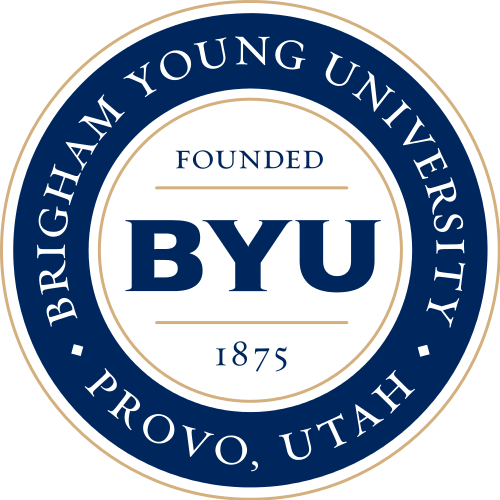 BRIGHAM YOUNG UNIVERSITY
FOUNDED
BYU
1875
PROVO, UTAH